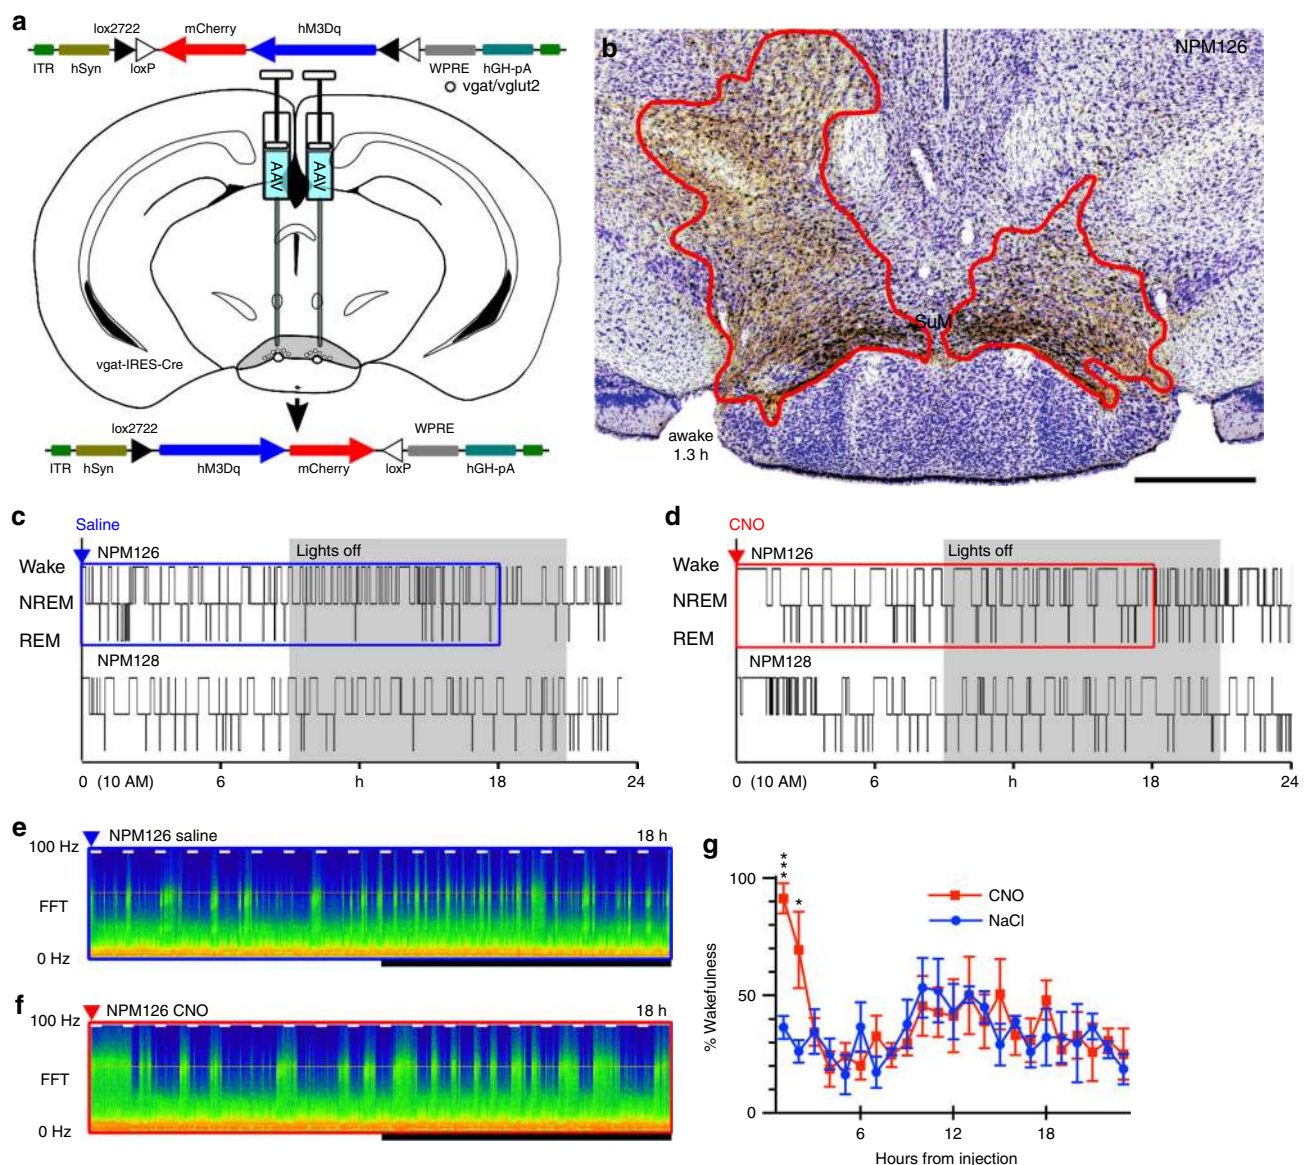 a
lox2722 mCherry hM3Dq
ITR hSyn loxP WPRE hGH-pA
vgat/vglut2
AAV AAV
vgat-IRES-Cre
lox2722 WPRE
ITR hSyn hM3Dq mCherry loxP hGH-pA
b
NPM126
SuM
awake
1.3 h
c
Saline
NPM126
Lights off
Wake
NREM
REM
NPM128
0 (10 AM) 6 h 18 24
d
CNO
NPM126
Lights off
Wake
NREM
REM
NPM128
0 (10 AM) 6 h 18 24
e
NPM126 saline 18 h
100 Hz
FFT
0 Hz
f
NPM126 CNO 18 h
100 Hz
FFT
0 Hz
g
***
*
CNO
NaCl
100
50
0
% Wakefulness
6 12 18
Hours from injection